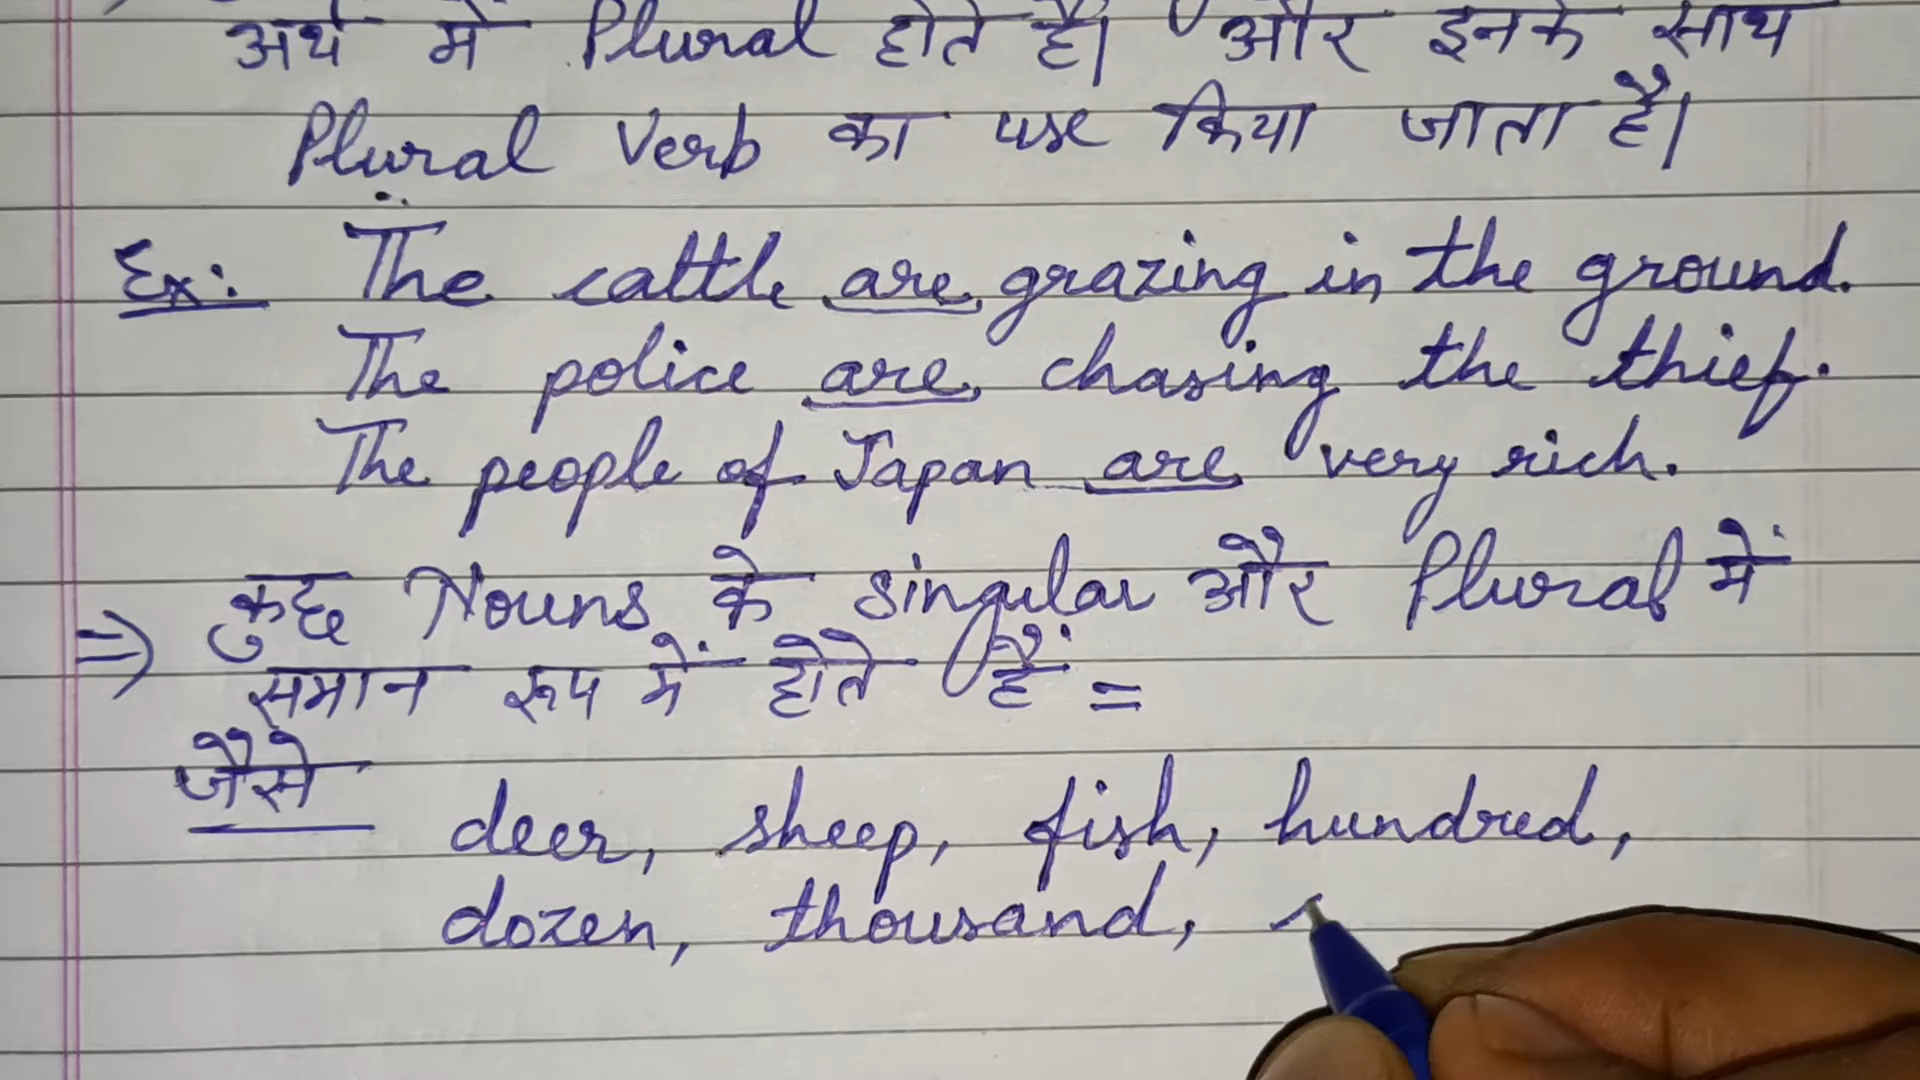 अर्थ में Plural होते हैं। और इनके साथ
Plural Verb का use किया जाता है।
Ex: The cattle are grazing in the ground.
The police are chasing the thief.
The people of Japan are very rich.
⇒ कुछ Nouns के singular और Plural में
समान रूप में होते हैं =
जैसे deer, sheep, fish, hundred,
dozen, thousand,